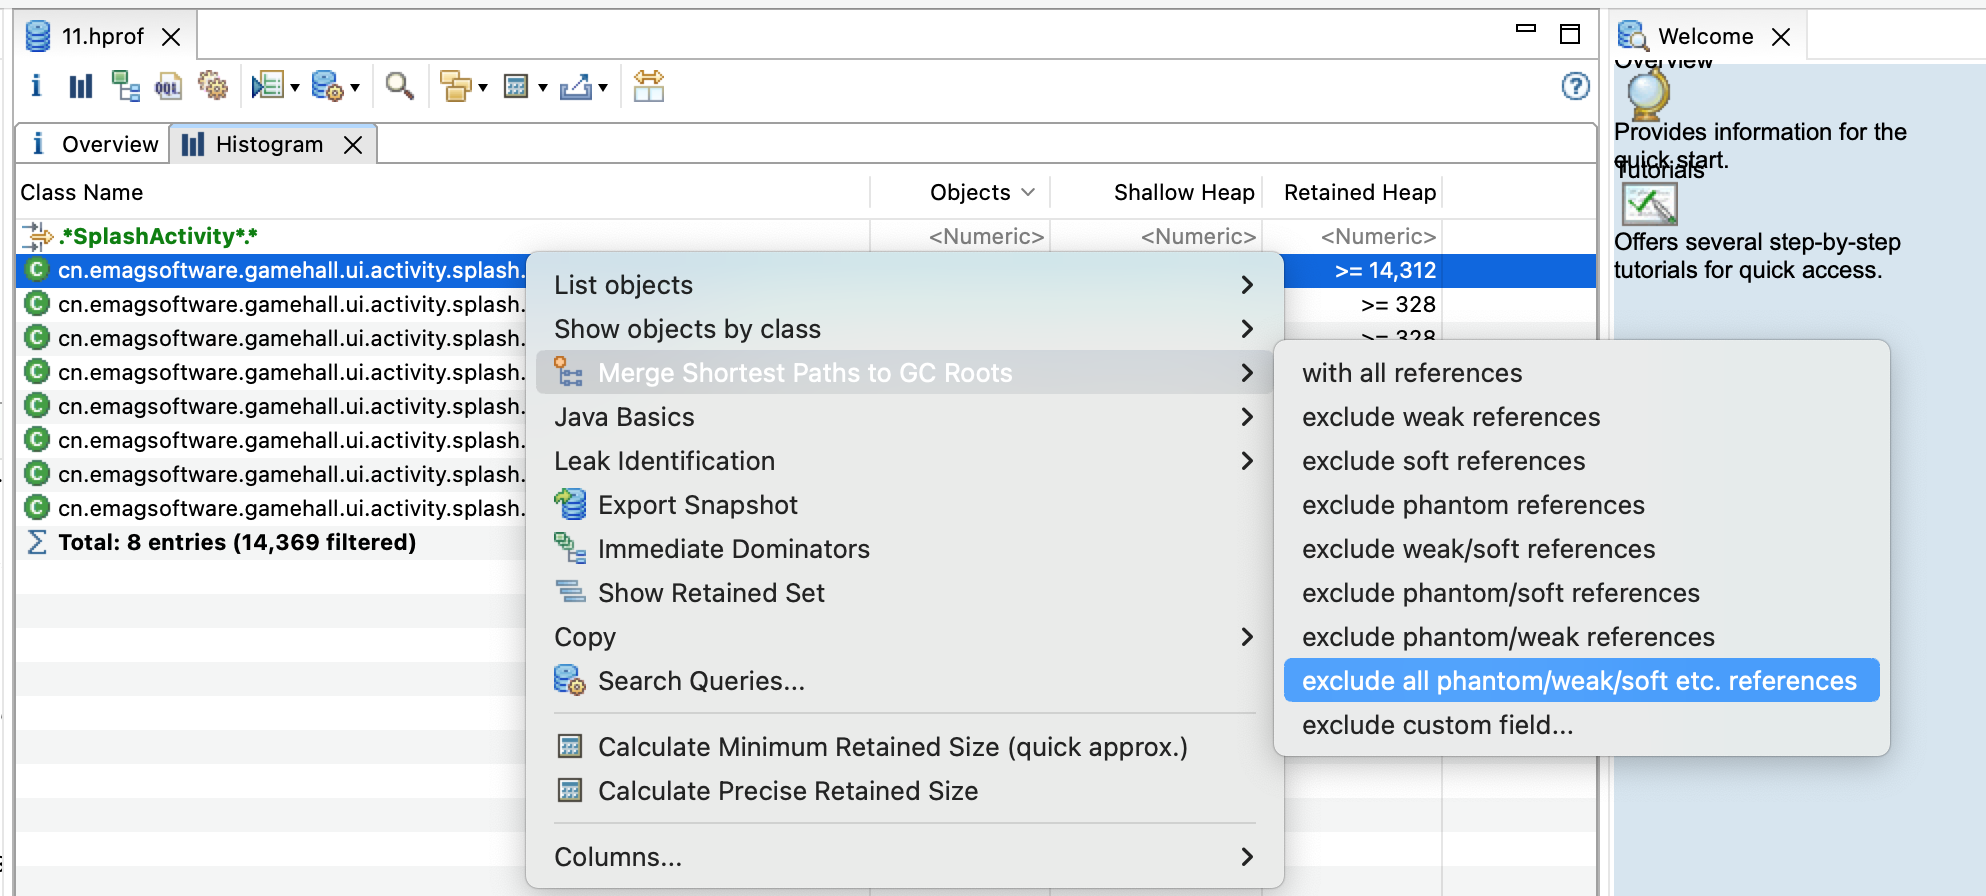 11.hprof
Welcome
Overview
Provides information for the
quick start.
Tutorials
Offers several step-by-step
tutorials for quick access.
OQL
Overview
Histogram
Class Name Objects Shallow Heap Retained Heap
.*SplashActivity*.* <Numeric> <Numeric> <Numeric>
cn.emagsoftware.gamehall.ui.activity.splash. >= 14,312
cn.emagsoftware.gamehall.ui.activity.splash. >= 328
cn.emagsoftware.gamehall.ui.activity.splash. >= 328
cn.emagsoftware.gamehall.ui.activity.splash.
cn.emagsoftware.gamehall.ui.activity.splash.
cn.emagsoftware.gamehall.ui.activity.splash.
cn.emagsoftware.gamehall.ui.activity.splash.
cn.emagsoftware.gamehall.ui.activity.splash.
Total: 8 entries (14,369 filtered)
List objects
Show objects by class
Merge Shortest Paths to GC Roots
Java Basics
Leak Identification
Export Snapshot
Immediate Dominators
Show Retained Set
Copy
Search Queries...
Calculate Minimum Retained Size (quick approx.)
Calculate Precise Retained Size
Columns...
with all references
exclude weak references
exclude soft references
exclude phantom references
exclude weak/soft references
exclude phantom/soft references
exclude phantom/weak references
exclude all phantom/weak/soft etc. references
exclude custom field...